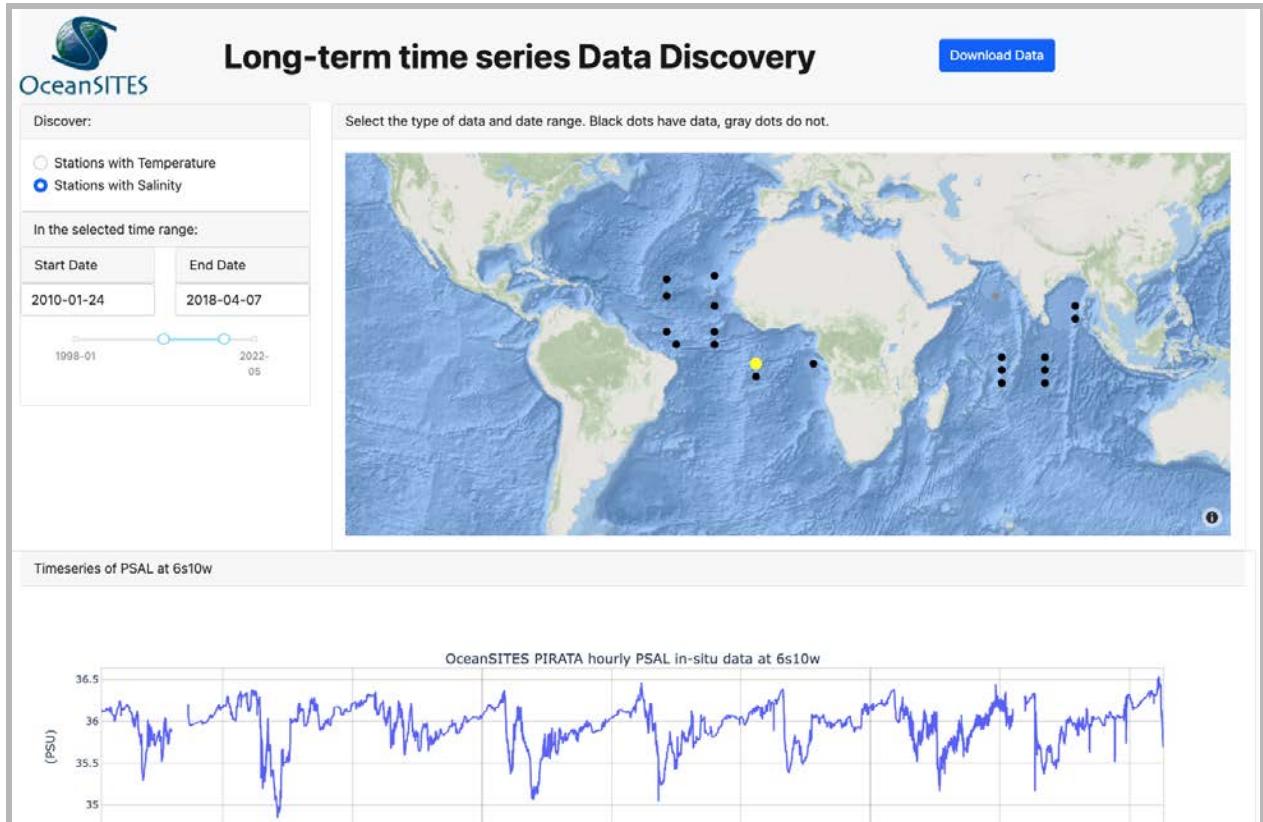 OceanSITES
Long-term time series Data Discovery
Download Data
Discover:
Stations with Temperature
Stations with Salinity
In the selected time range:
Start Date
End Date
2010-01-24
2018-04-07
1998-01
2022-
05
Select the type of data and date range. Black dots have data, gray dots do not.
Timeseries of PSAL at 6s10w
OceanSITES PIRATA hourly PSAL in-situ data at 6s10w
36.5
36
35.5
35
(PSU)